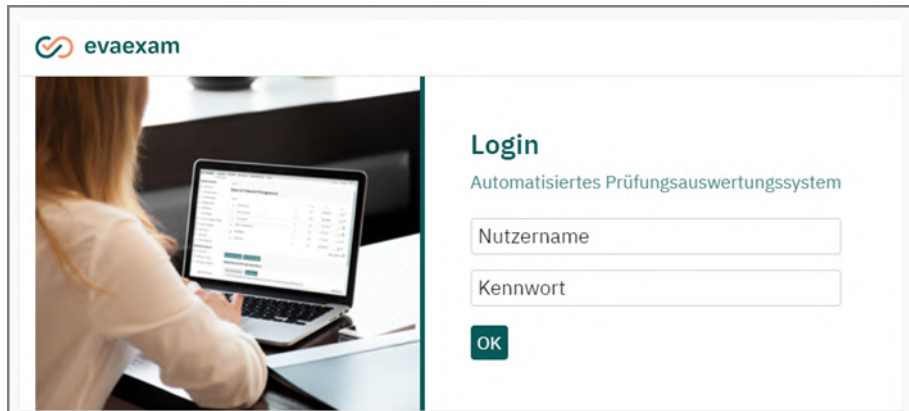 evaexam
Login
Automatisiertes Prüfungsauswertungssystem
Nutzername
Kennwort
OK